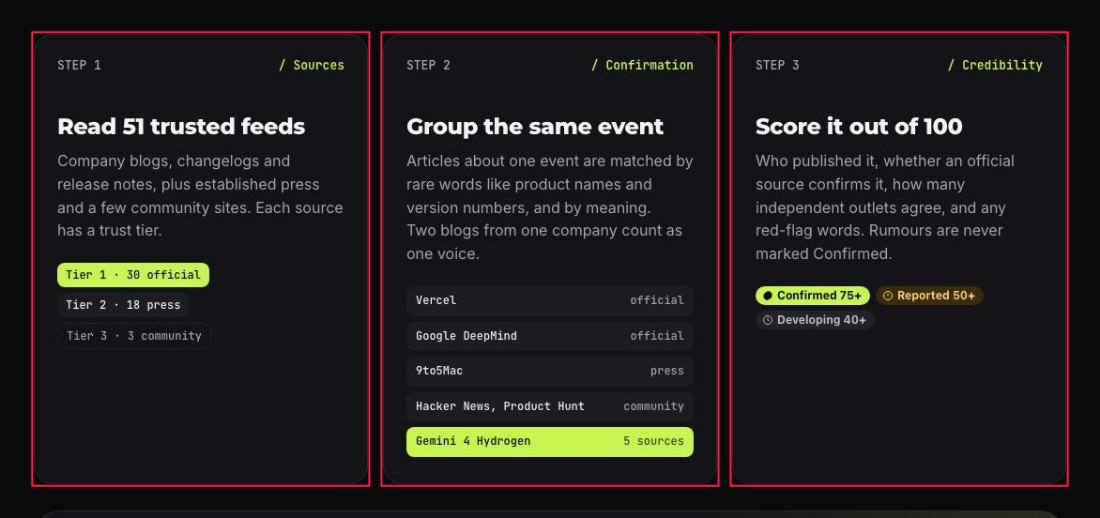 STEP 1
/ Sources
Read 51 trusted feeds
Company blogs, changelogs and
release notes, plus established press
and a few community sites. Each source
has a trust tier.
Tier 1 · 30 official
Tier 2 · 18 press
Tier 3 · 3 community
STEP 2
/ Confirmation
Group the same event
Articles about one event are matched by
rare words like product names and
version numbers, and by meaning.
Two blogs from one company count as
one voice.
Vercel official
Google DeepMind official
9to5Mac press
Hacker News, Product Hunt community
Gemini 4 Hydrogen 5 sources
STEP 3
/ Credibility
Score it out of 100
Who published it, whether an official
source confirms it, how many
independent outlets agree, and any
red-flag words. Rumours are never
marked Confirmed.
Confirmed 75+ Reported 50+
Developing 40+